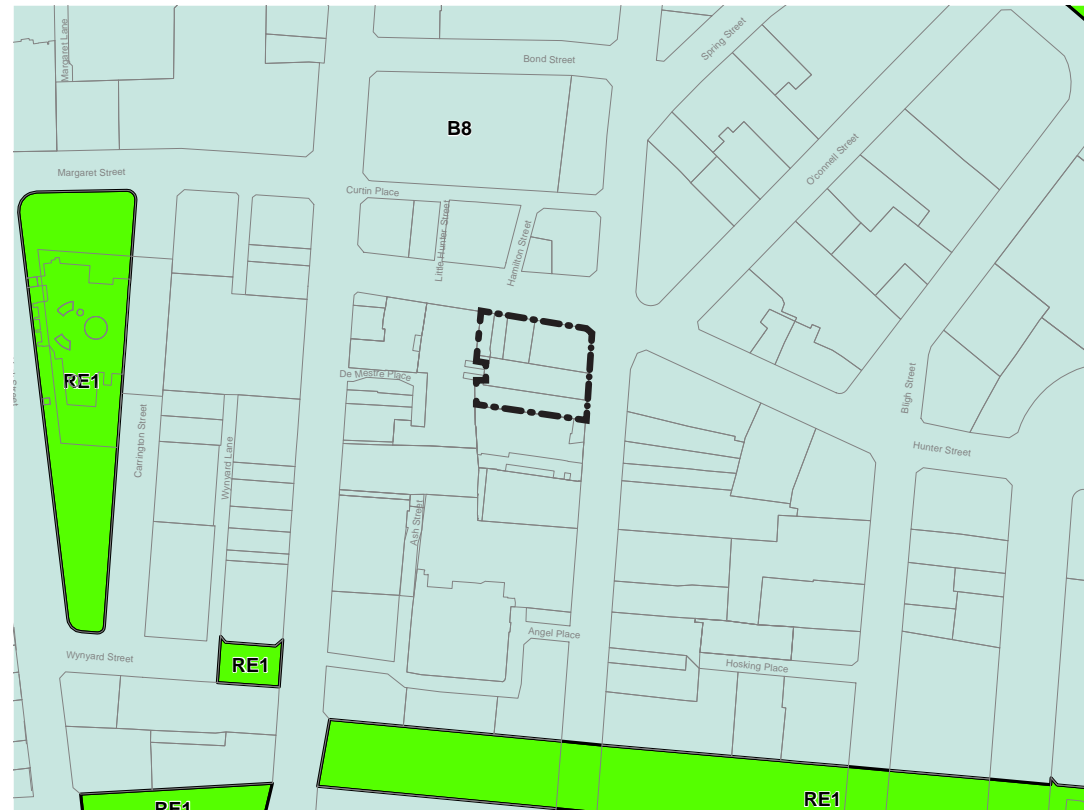 Margaret Lane
Spring Street
Bond Street
B8
O'connell Street
Margaret Street
Curtin Place
Little Hunter Street
Hamilton Street
RE1
De Mestre Place
Bligh Street
Carrington Street
Hunter Street
Wynyard Lane
Ash Street
Angel Place
Wynyard Street
RE1
Hosking Place
RE1
RE1